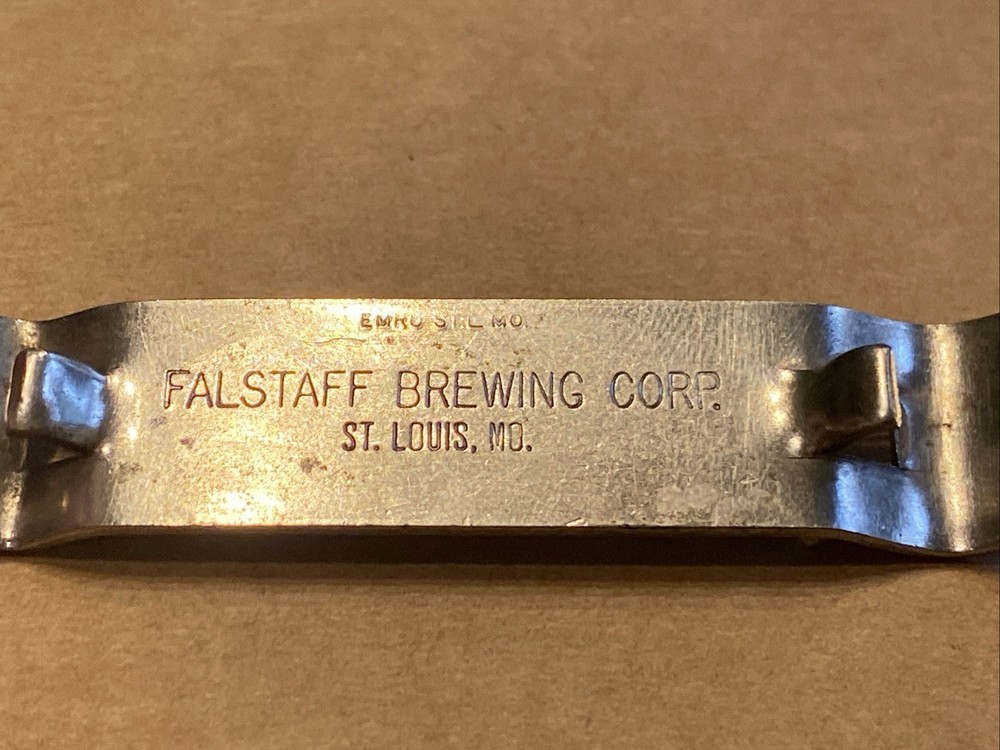 EMRO ST. L. MO.
FALSTAFF BREWING CORP.
ST. LOUIS, MO.